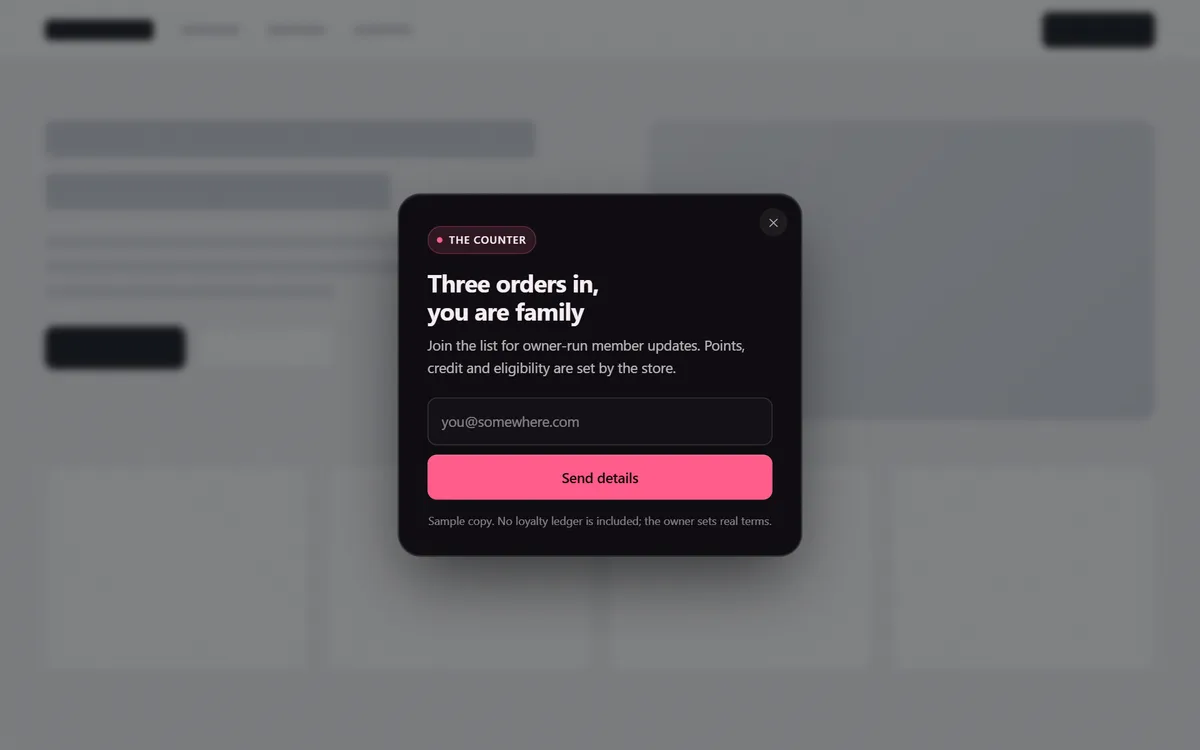 THE COUNTER
Three orders in,
you are family
Join the list for owner-run member updates. Points,
credit and eligibility are set by the store.
you@somewhere.com
Send details
Sample copy. No loyalty ledger is included; the owner sets real terms.